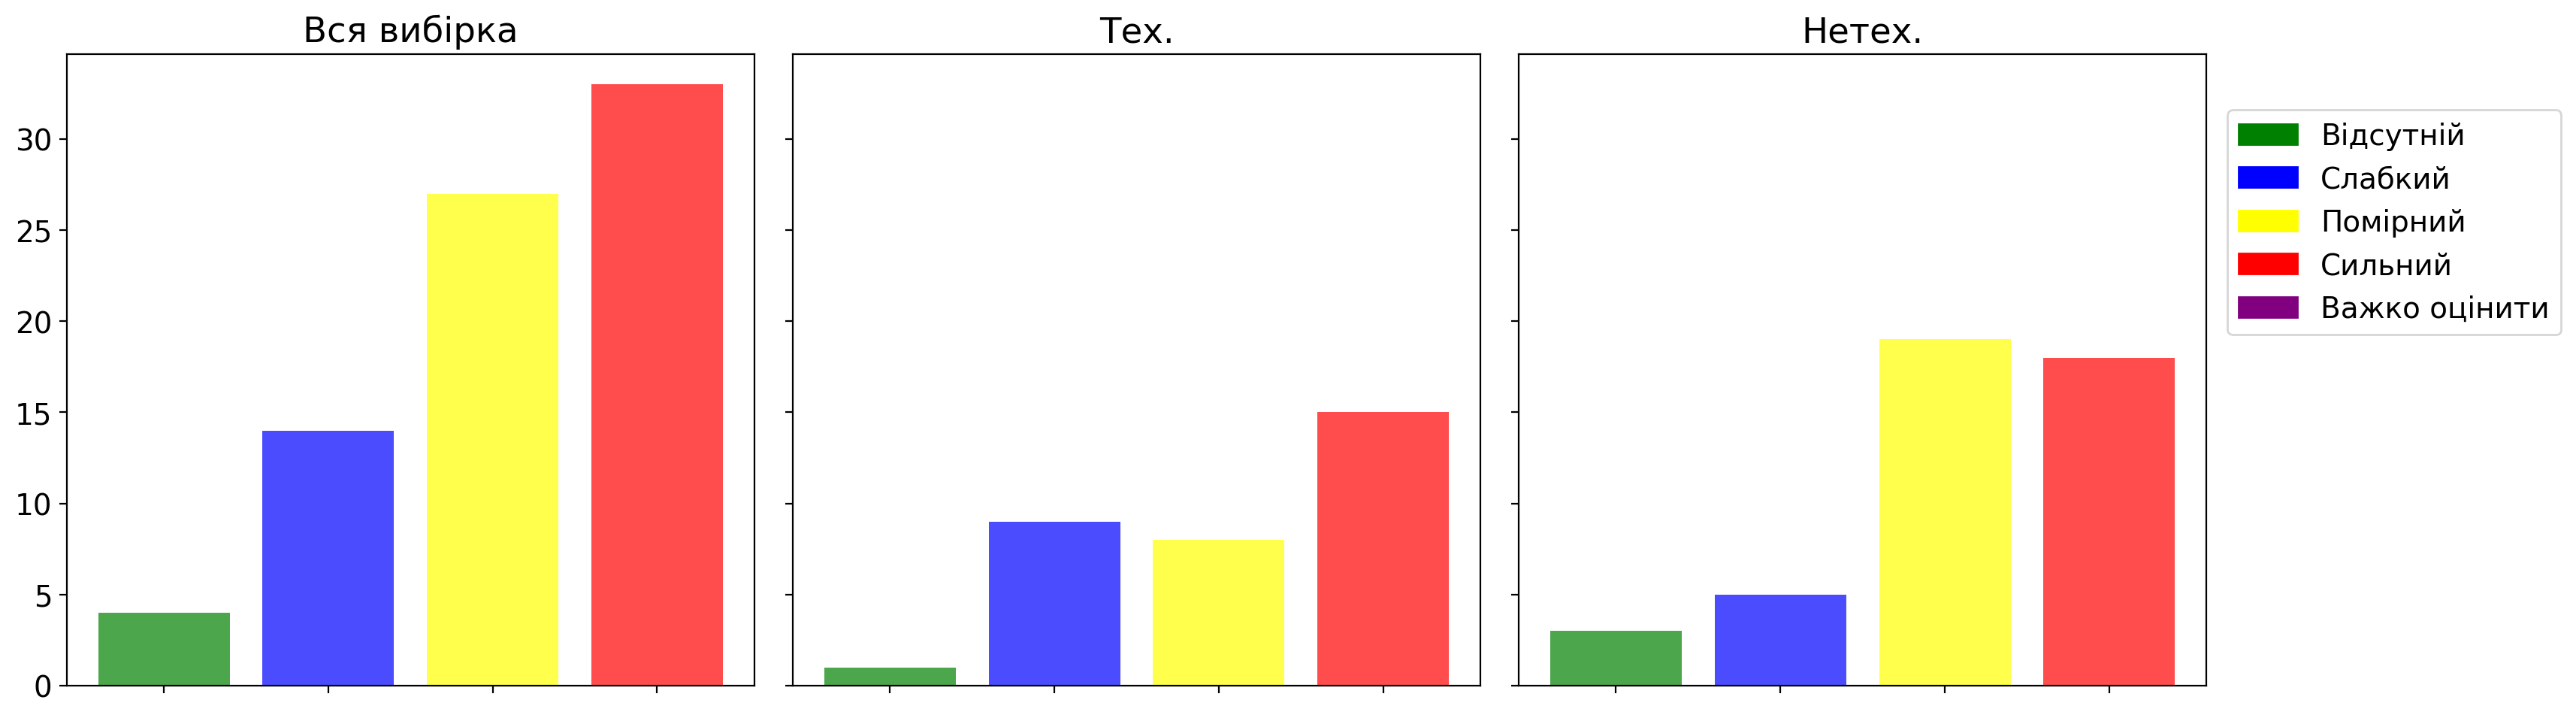 Вся вибірка
Тех.
Нетех.
30
25
20
15
10
5
0
Відсутній
Слабкий
Помірний
Сильний
Важко оцінити